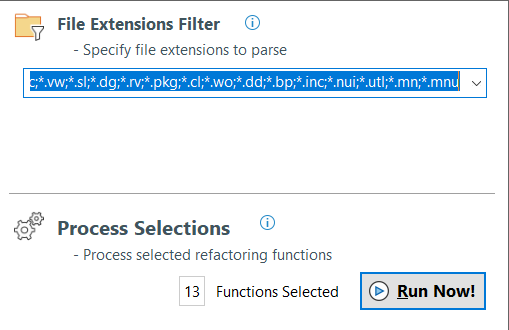 File Extensions Filter
- Specify file extensions to parse
c;*.vw;*.sl;*.dg;*.rv;*.pkg;*.cl;*.wo;*.dd;*.bp;*.inc;*.nui;*.utl;*.mn;*.mnu
Process Selections
- Process selected refactoring functions
13 Functions Selected Run Now!